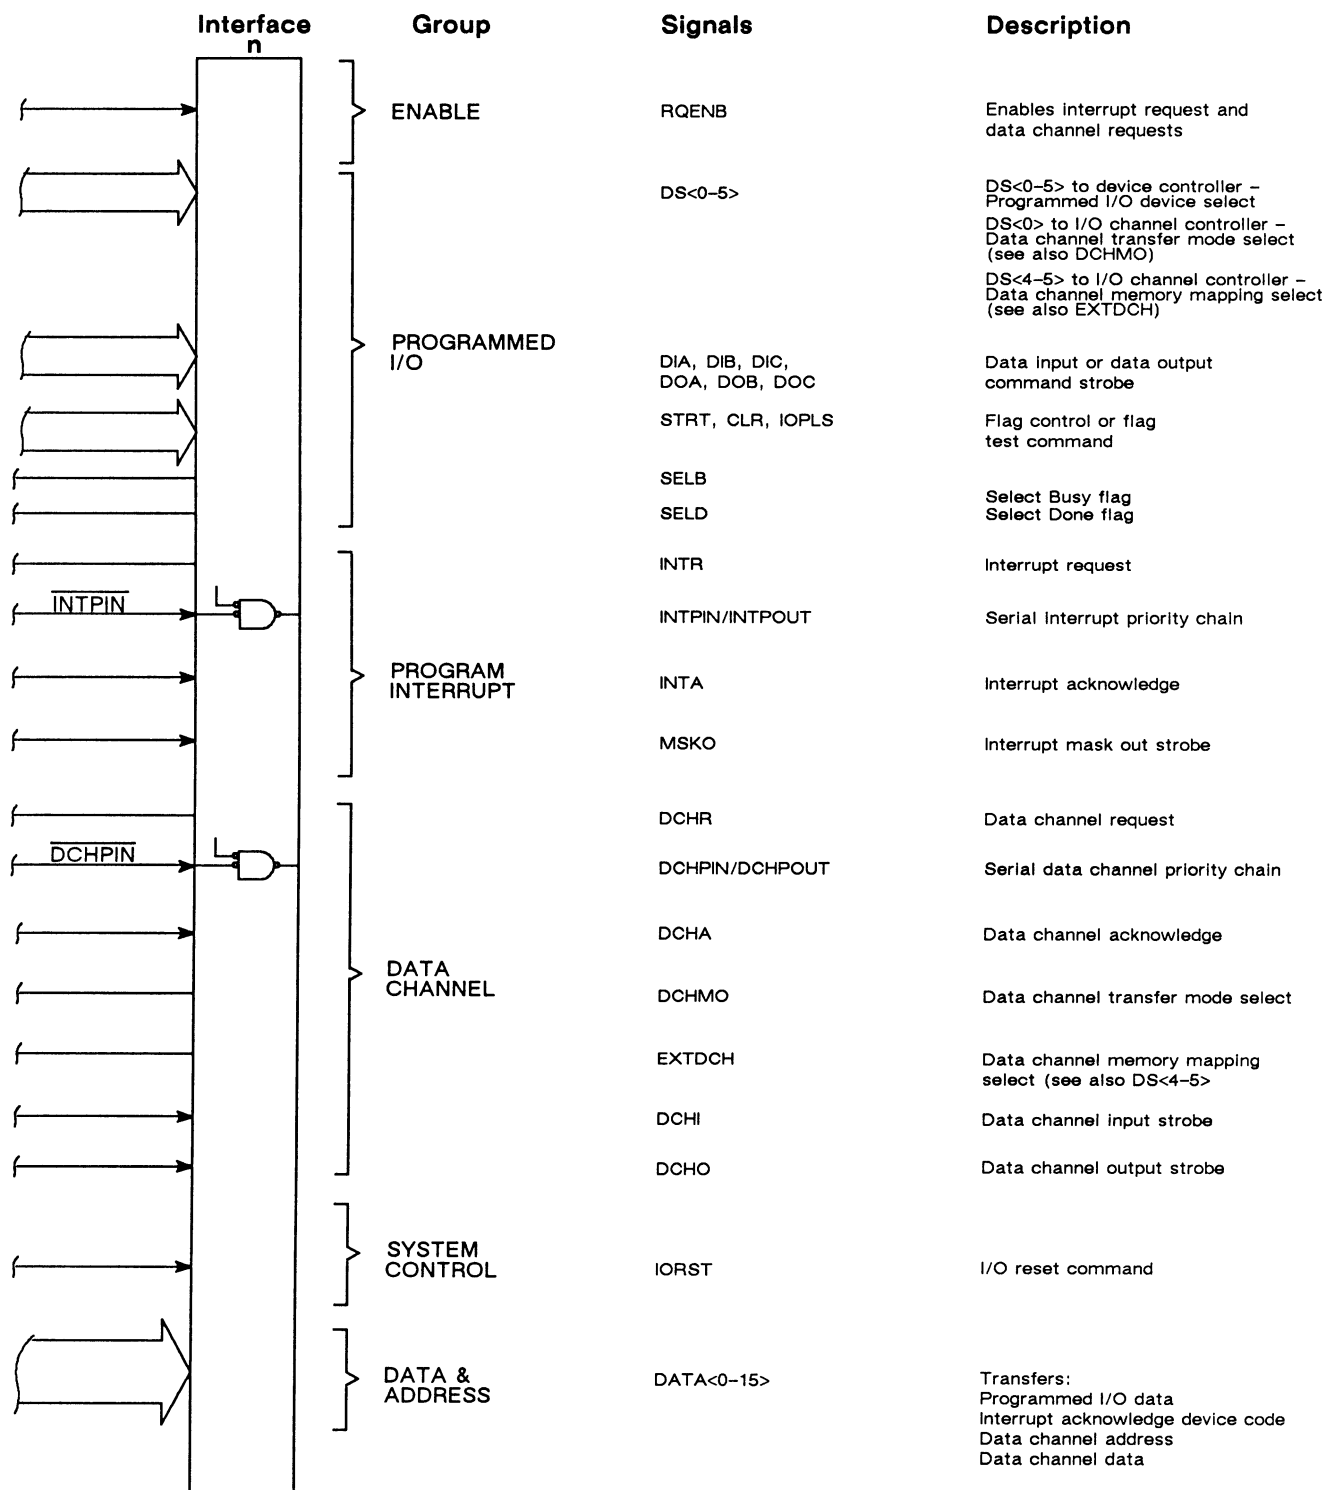 Interface Group Signals Description
n
ENABLE RQENB Enables interrupt request and
data channel requests
DS<0-5> DS<0-5> to device controller -
Programmed I/O device select
DS<0> to I/O channel controller -
Data channel transfer mode select
(see also DCHMO)
DS<4-5> to I/O channel controller -
Data channel memory mapping select
(see also EXTDCH)
PROGRAMMED
I/O
DIA, DIB, DIC, Data input or data output
DOA, DOB, DOC command strobe
STRT, CLR, IOPLS Flag control or flag
test command
SELB
Select Busy flag
SELD Select Done flag
INTR Interrupt request
INTPIN INTPIN/INTPOUT Serial interrupt priority chain
PROGRAM
INTERRUPT
INTA Interrupt acknowledge
MSKO Interrupt mask out strobe
DCHR Data channel request
DCHPIN DCHPIN/DCHPOUT Serial data channel priority chain
DCHA Data channel acknowledge
DATA
CHANNEL
DCHMO Data channel transfer mode select
EXTDCH Data channel memory mapping
select (see also DS<4-5>
DCHI Data channel input strobe
DCHO Data channel output strobe
SYSTEM
CONTROL
IORST I/O reset command
DATA &
ADDRESS
DATA<0-15> Transfers:
Programmed I/O data
Interrupt acknowledge device code
Data channel address
Data channel data